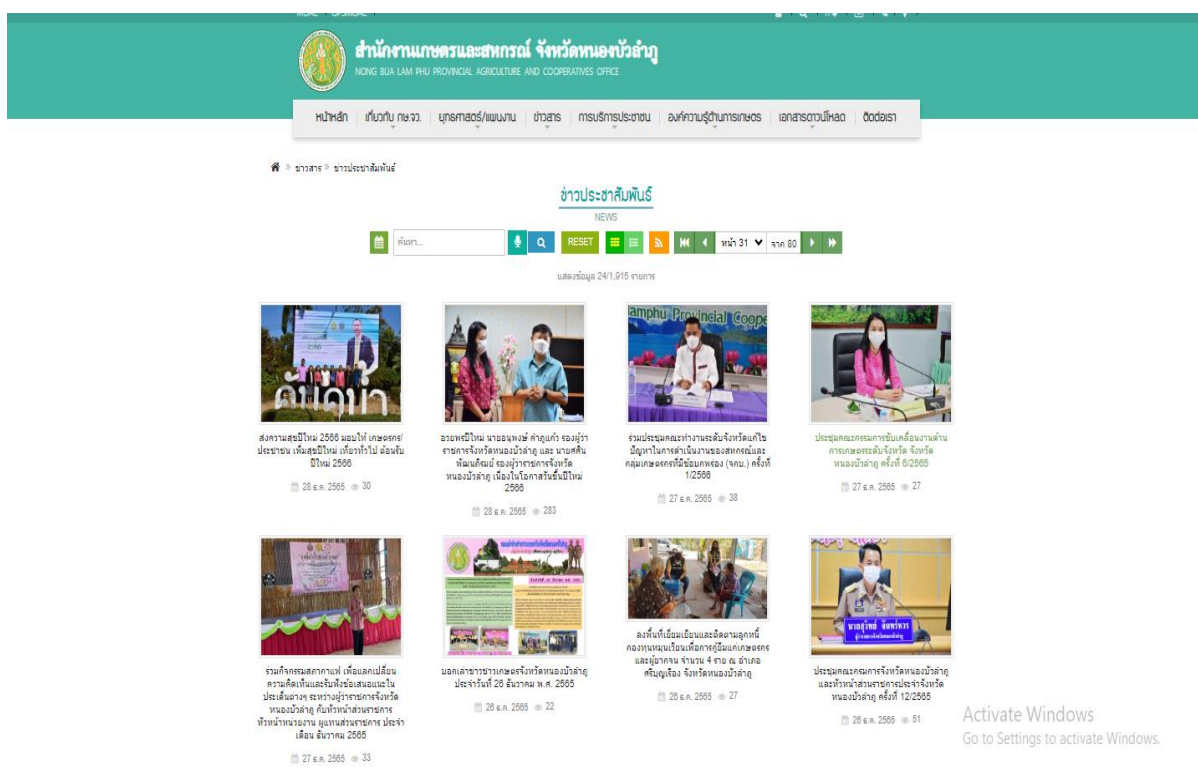 MOAC
OPSMOAC
สำนักงานเกษตรและสหกรณ์ จังหวัดหนองบัวลำภู
NONG BUA LAM PHU PROVINCIAL AGRICULTURE AND COOPERATIVES OFFICE
หน้าหลัก เกี่ยวกับ กษ.จว. ยุทธศาสตร์/แผนงาน ข่าวสาร การบริการประชาชน องค์ความรู้ด้านการเกษตร เอกสารดาวน์โหลด ติดต่อเรา
» ข่าวสาร » ข่าวประชาสัมพันธ์
ข่าวประชาสัมพันธ์
NEWS
ค้นหา... RESET หน้า 31 จาก 80
แสดงข้อมูล 24/1,915 รายการ
ค้นคูน้ำ
ส่งความสุขปีใหม่ 2566 มอบให้ เกษตรกร/
ประชาชน เพิ่มสุขปีใหม่ เที่ยวทั่วไป ต้อนรับ
ปีใหม่ 2566
28 ธ.ค. 2565 30
อวยพรปีใหม่ นายอนุพงษ์ คำภูแก้ว รองผู้ว่า
ราชการจังหวัดหนองบัวลำภู และ นายศสิน
พัฒนภิรมย์ รองผู้ว่าราชการจังหวัด
หนองบัวลำภู เนื่องในโอกาสวันขึ้นปีใหม่
2566
28 ธ.ค. 2565 283
lamphu Provincial Coope
ร่วมประชุมคณะทำงานระดับจังหวัดแก้ไข
ปัญหาในการดำเนินงานของสหกรณ์และ
กลุ่มเกษตรกรที่มีข้อบกพร่อง (จกบ.) ครั้งที่
1/2566
27 ธ.ค. 2565 38
ประชุมคณะกรรมการขับเคลื่อนงานด้าน
การเกษตรระดับจังหวัด จังหวัด
หนองบัวลำภู ครั้งที่ 6/2565
27 ธ.ค. 2565 27
ร่วมกิจกรรมสภากาแฟ เพื่อแลกเปลี่ยน
ความคิดเห็นและรับฟังข้อเสนอแนะใน
ประเด็นต่างๆ ระหว่างผู้ว่าราชการจังหวัด
หนองบัวลำภู กับหัวหน้าส่วนราชการ
หัวหน้าหน่วยงาน ผู้แทนส่วนราชการ ประจำ
เดือน ธันวาคม 2565
27 ธ.ค. 2565 33
บอกเล่าข่าวชาวเกษตรจังหวัดหนองบัวลำภู
ประจำวันที่ 26 ธันวาคม พ.ศ. 2565
26 ธ.ค. 2565 22
ลงพื้นที่เยี่ยมเยียนและติดตามลูกหนี้
กองทุนหมุนเวียนเพื่อการกู้ยืมแก่เกษตรกร
และผู้ยากจน จำนวน 4 ราย ณ อำเภอ
ศรีบุญเรือง จังหวัดหนองบัวลำภู
26 ธ.ค. 2565 27
นายสุวิทย์ จันทร์หวร
ประชุมคณะกรมการจังหวัดหนองบัวลำภู
และหัวหน้าส่วนราชการประจำจังหวัด
หนองบัวลำภู ครั้งที่ 12/2565
26 ธ.ค. 2565 51
Activate Windows
Go to Settings to activate Windows.